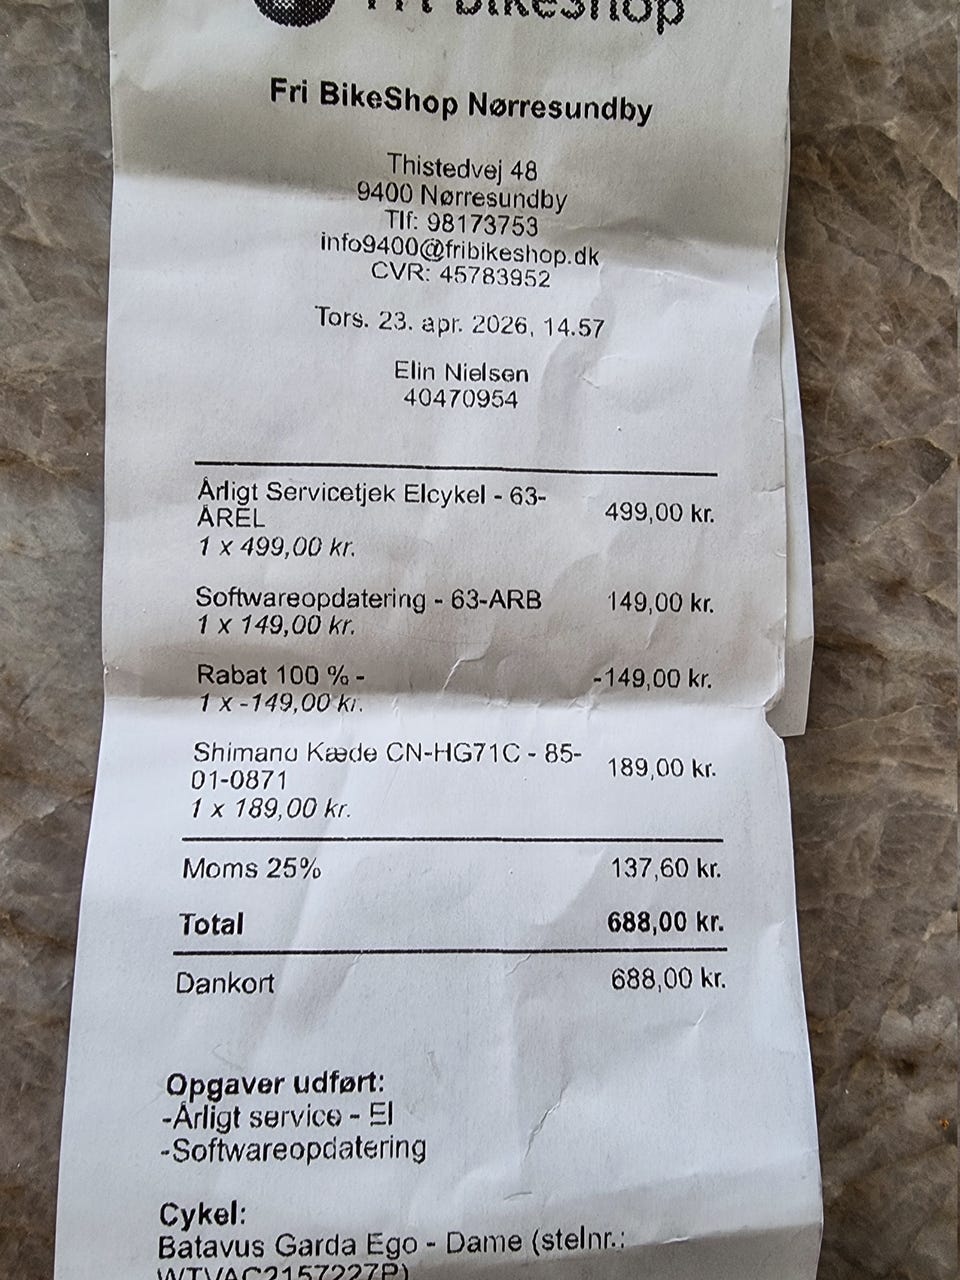 Fri bikeshop
Fri BikeShop Nørresundby
Thistedvej 48
9400 Nørresundby
Tlf: 98173753
info9400@fribikeshop.dk
CVR: 45783952
Tors. 23. apr. 2026, 14.57
Elin Nielsen
40470954
Årligt Servicetjek Elcykel - 63-
ÅREL 499,00 kr.
1 x 499,00 kr.
Softwareopdatering - 63-ARB 149,00 kr.
1 x 149,00 kr.
Rabat 100 % - -149,00 kr.
1 x -149,00 kr.
Shimano Kæde CN-HG71C - 85-
01-0871 189,00 kr.
1 x 189,00 kr.
Moms 25% 137,60 kr.
Total 688,00 kr.
Dankort 688,00 kr.
Opgaver udført:
-Årligt service - El
-Softwareopdatering
Cykel:
Batavus Garda Ego - Dame (stelnr.:
WTVAC2157227P)